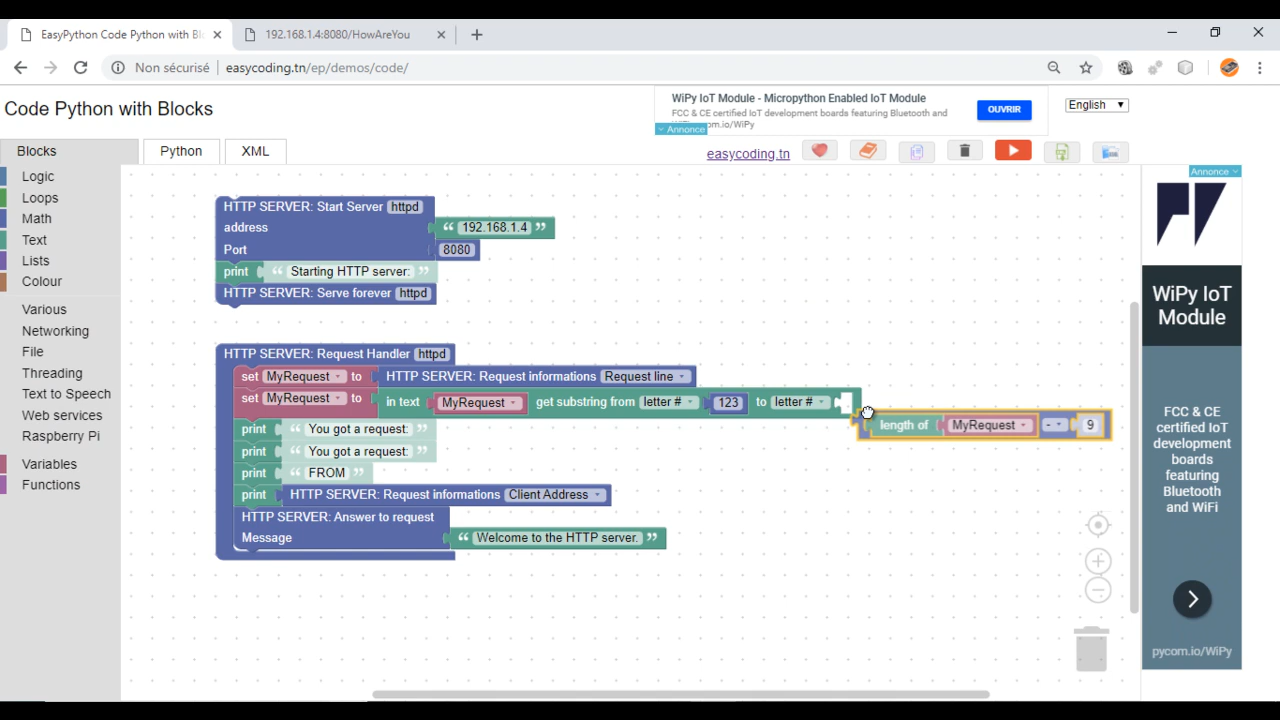 EasyPython Code Python with Bl
192.168.1.4:8080/HowAreYou
Non sécurisé
easycoding.tn/ep/demos/code/
Code Python with Blocks
WiPy IoT Module - Micropython Enabled IoT Module
FCC & CE certified IoT development boards featuring Bluetooth and
pycom.io/WiPy
Annonce
OUVRIR
English
Blocks
Python
XML
easycoding.tn
Logic
Loops
Math
Text
Lists
Colour
Various
Networking
File
Threading
Text to Speech
Web services
Raspberry Pi
Variables
Functions
HTTP SERVER: Start Server httpd
address “ 192.168.1.4 ”
Port 8080
print “ Starting HTTP server: ”
HTTP SERVER: Serve forever httpd
HTTP SERVER: Request Handler httpd
set MyRequest to HTTP SERVER: Request informations Request line
set MyRequest to in text MyRequest get substring from letter # 123 to letter #
length of MyRequest - 9
print “ You got a request: ”
print “ You got a request: ”
print “ FROM ”
print HTTP SERVER: Request informations Client Address
HTTP SERVER: Answer to request
Message “ Welcome to the HTTP server. ”
Annonce
WiPy IoT
Module
FCC & CE
certified IoT
development
boards
featuring
Bluetooth
and WiFi
pycom.io/WiPy